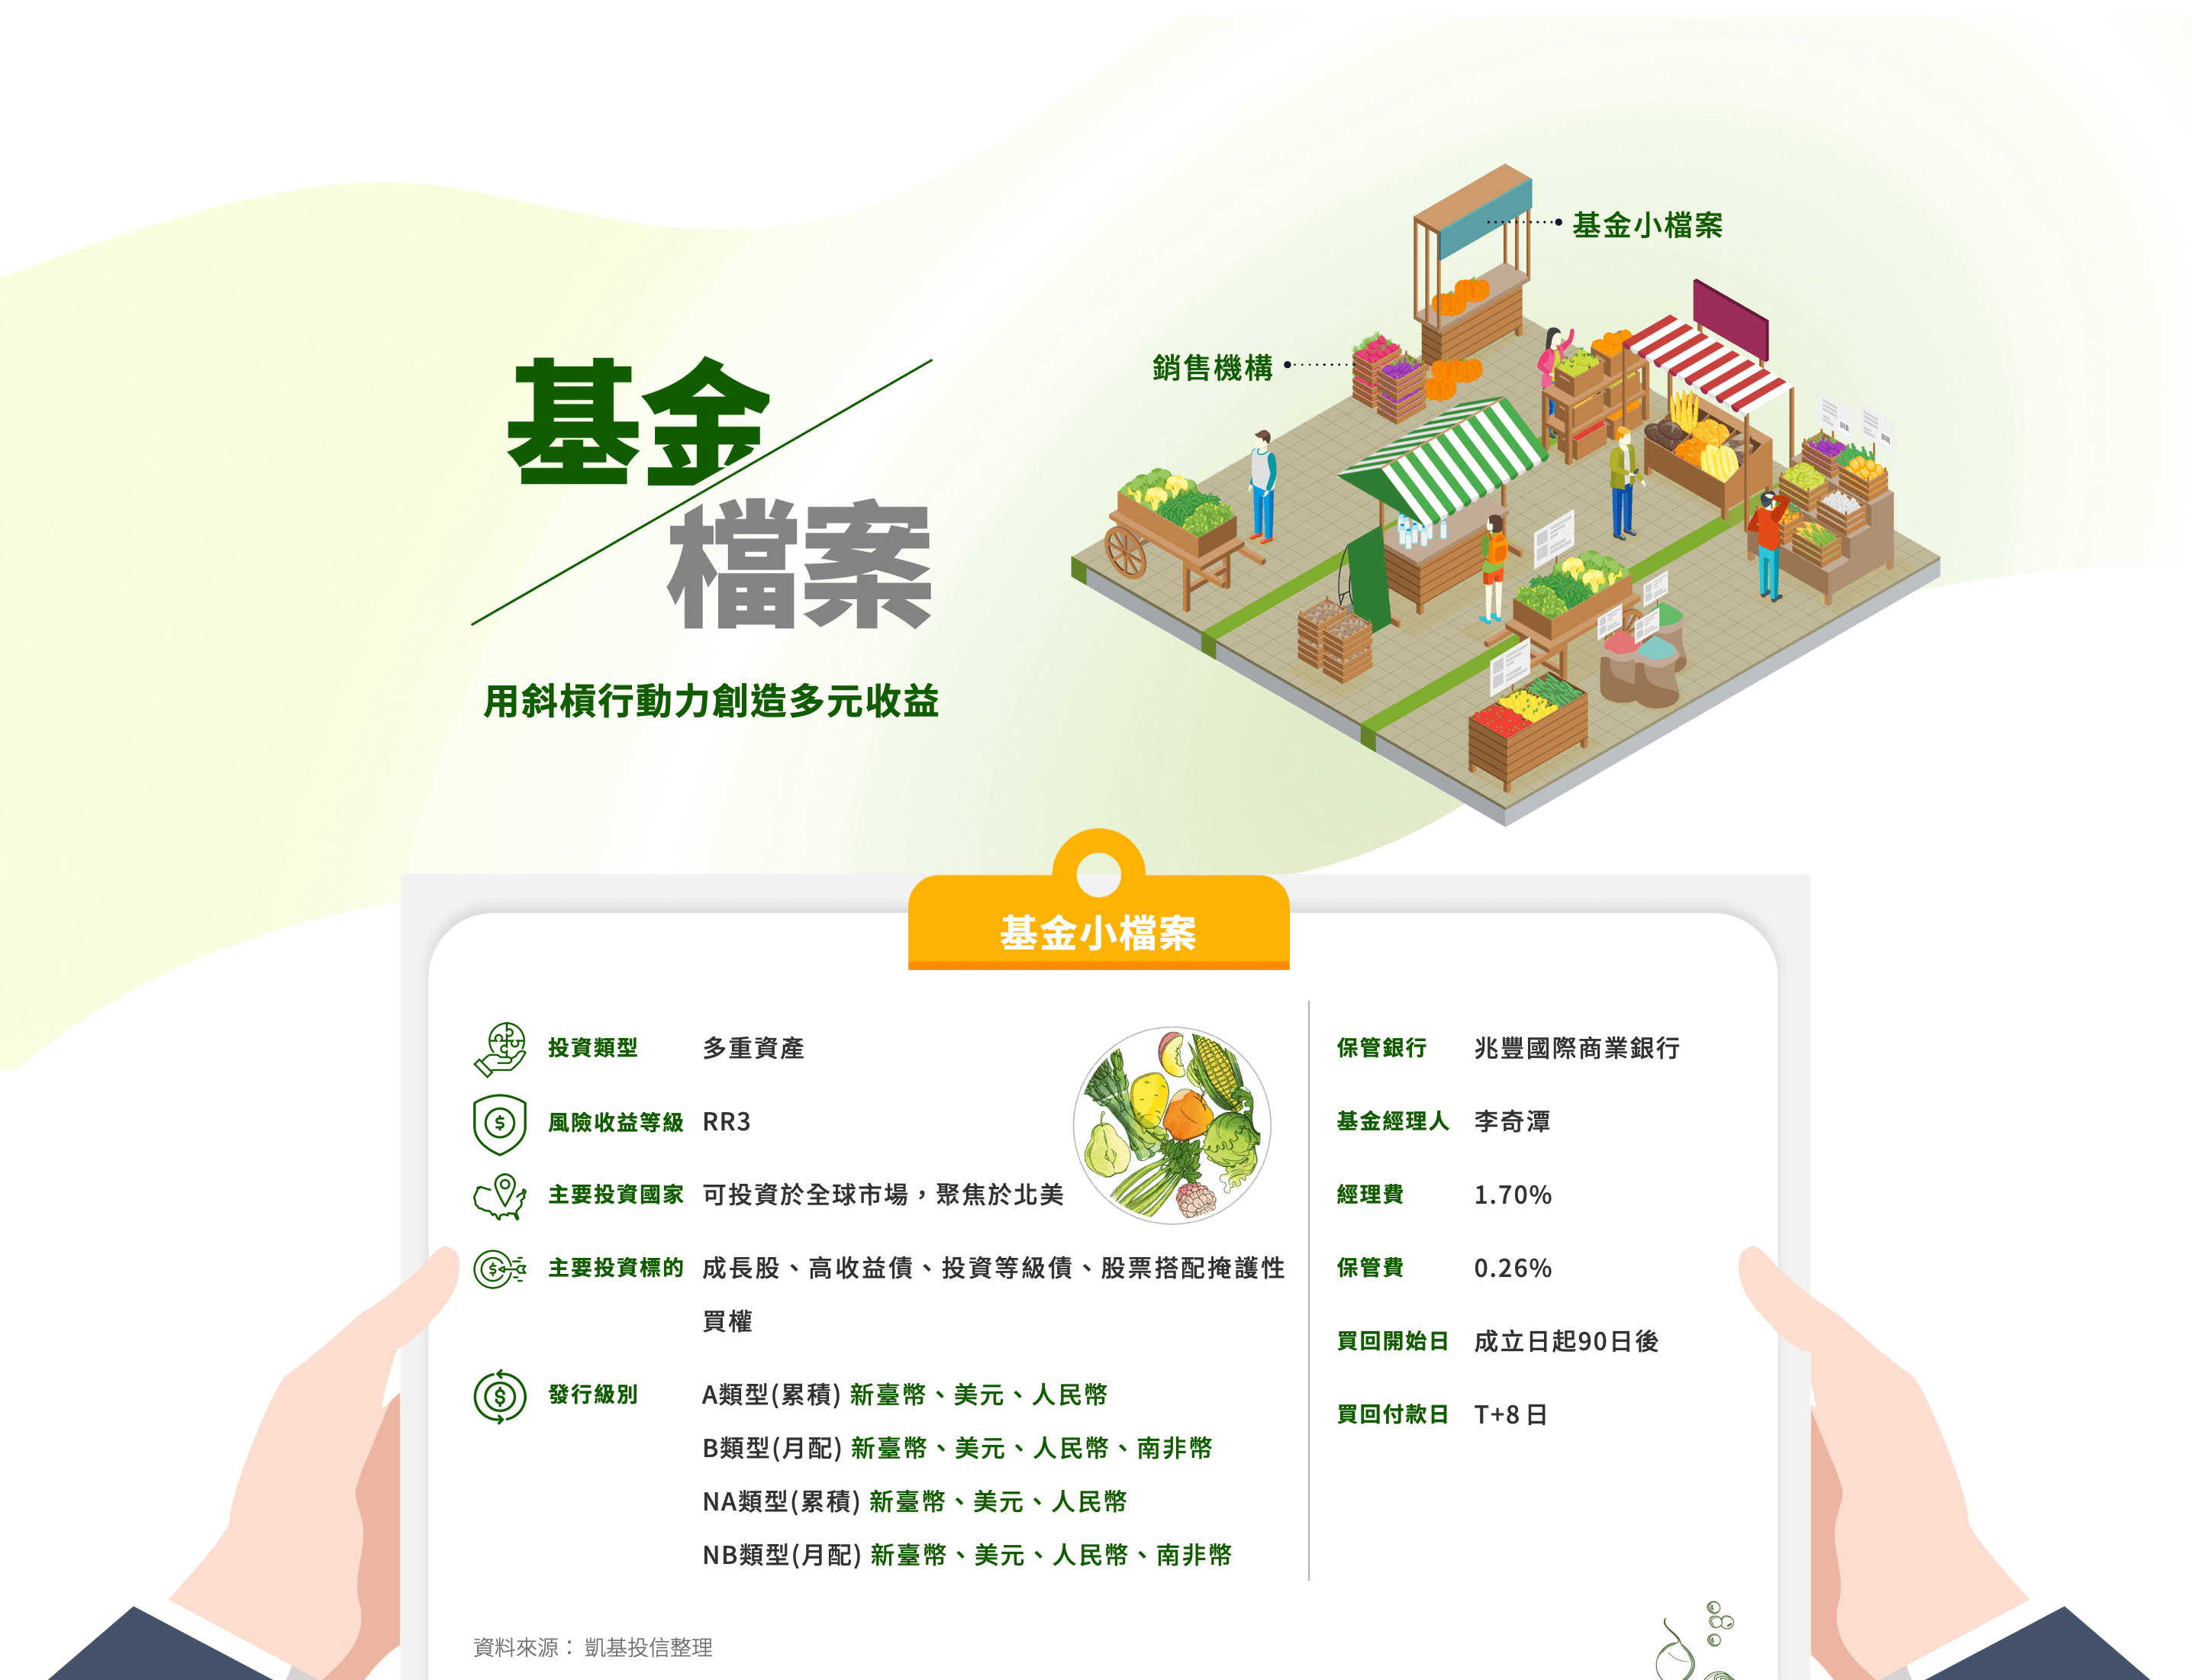 基金小檔案
銷售機構
基金
檔案
用斜槓行動力創造多元收益
基金小檔案
投資類型 多重資產
風險收益等級 RR3
主要投資國家 可投資於全球市場，聚焦於北美
主要投資標的 成長股、高收益債、投資等級債、股票搭配掩護性
買權
發行級別 A類型(累積) 新臺幣、美元、人民幣
B類型(月配) 新臺幣、美元、人民幣、南非幣
NA類型(累積) 新臺幣、美元、人民幣
NB類型(月配) 新臺幣、美元、人民幣、南非幣
保管銀行 兆豐國際商業銀行
基金經理人 李奇潭
經理費 1.70%
保管費 0.26%
買回開始日 成立日起90日後
買回付款日 T+8日
資料來源： 凱基投信整理